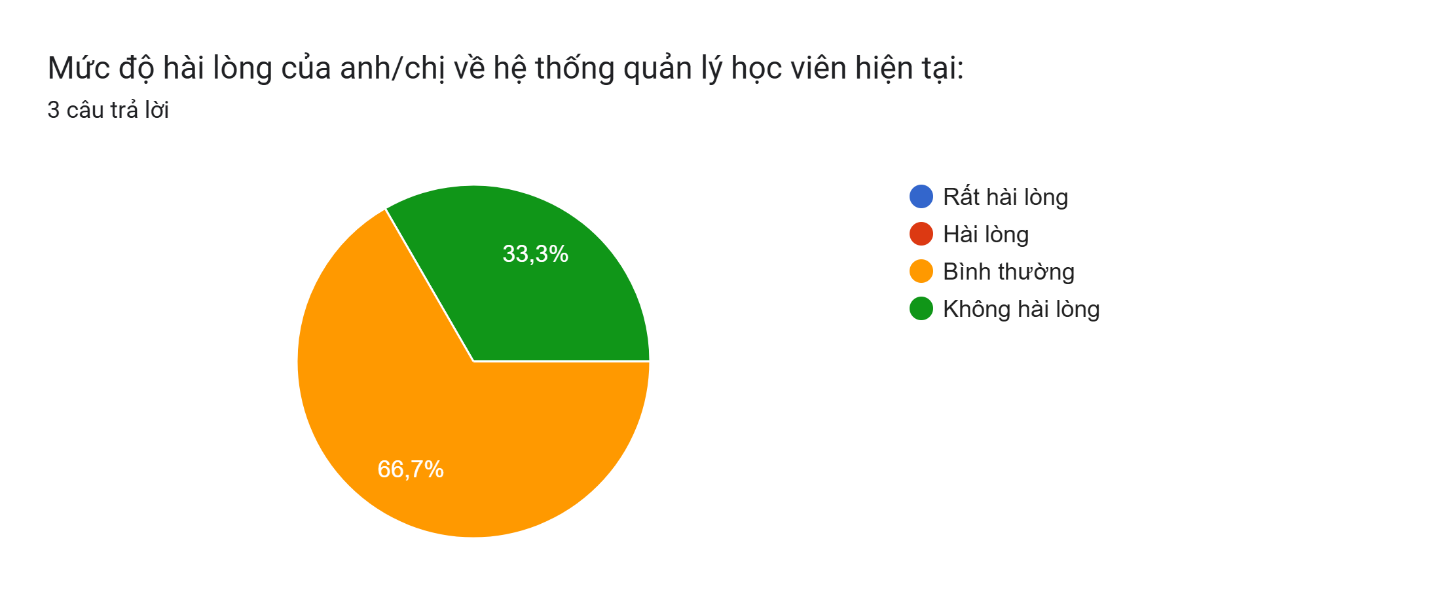 Mức độ hài lòng của anh/chị về hệ thống quản lý học viên hiện tại:
3 câu trả lời
Rất hài lòng
Hài lòng
Bình thường
Không hài lòng
33,3%
66,7%